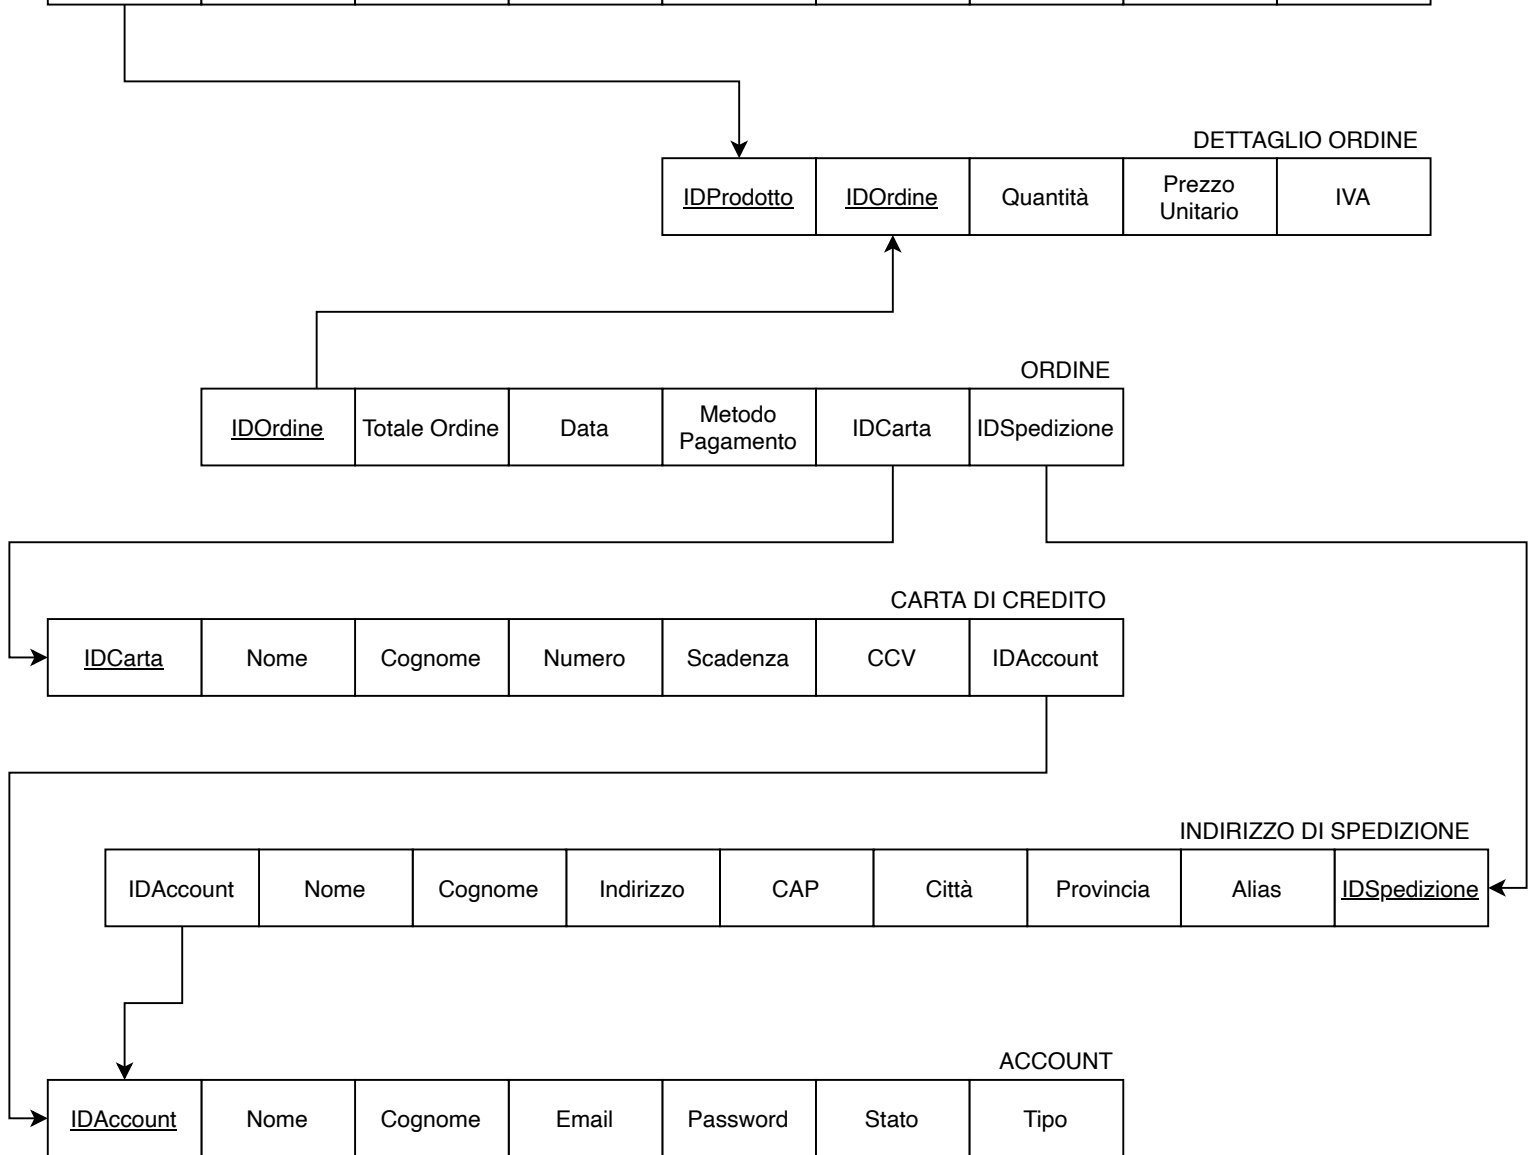 DETTAGLIO ORDINE
IDProdotto IDOrdine Quantità Prezzo Unitario IVA
ORDINE
IDOrdine Totale Ordine Data Metodo Pagamento IDCarta IDSpedizione
CARTA DI CREDITO
IDCarta Nome Cognome Numero Scadenza CCV IDAccount
INDIRIZZO DI SPEDIZIONE
IDAccount Nome Cognome Indirizzo CAP Città Provincia Alias IDSpedizione
ACCOUNT
IDAccount Nome Cognome Email Password Stato Tipo